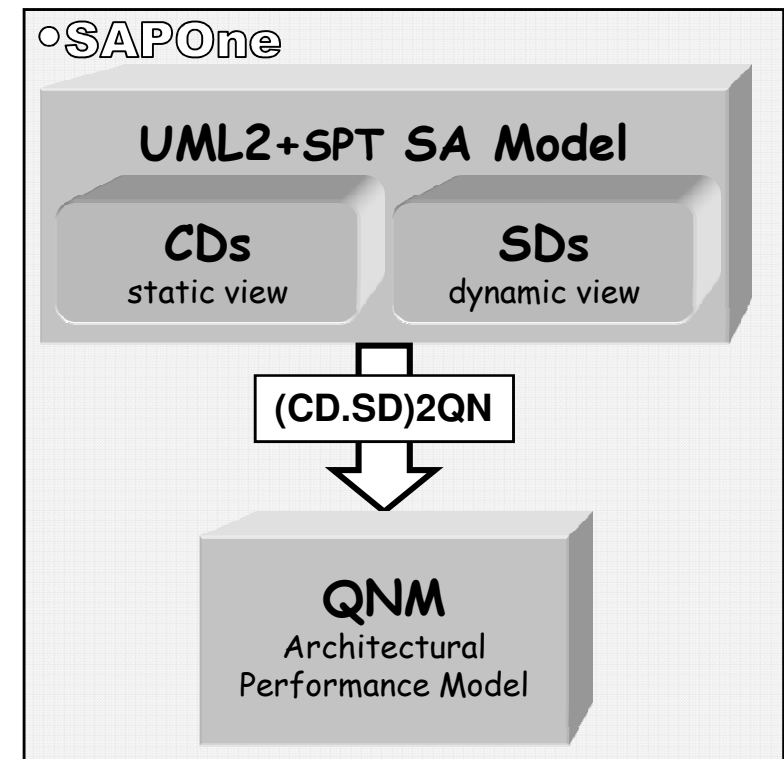 •SAPOne
UML2+SPT SA Model
CDs
static view
SDs
dynamic view
(CD.SD)2QN
QNM
Architectural
Performance Model